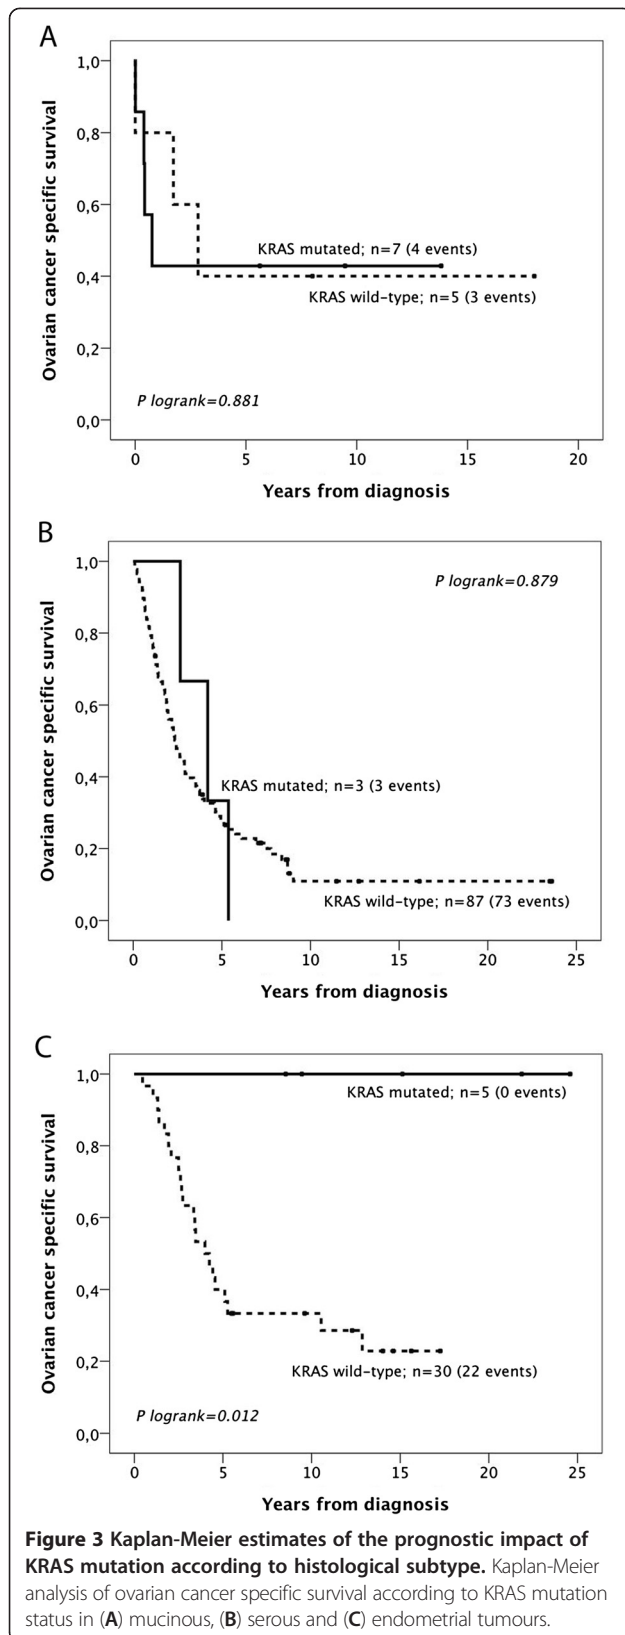 A
Ovarian cancer specific survival
1,0
0,8
0,6
0,4
0,2
0,0
KRAS mutated; n=7 (4 events)
KRAS wild-type; n=5 (3 events)
P logrank=0.881
0 5 10 15 20
Years from diagnosis
B
Ovarian cancer specific survival
1,0
0,8
0,6
0,4
0,2
0,0
P logrank=0.879
KRAS mutated; n=3 (3 events)
KRAS wild-type; n=87 (73 events)
0 5 10 15 20 25
Years from diagnosis
C
Ovarian cancer specific survival
1,0
0,8
0,6
0,4
0,2
0,0
KRAS mutated; n=5 (0 events)
KRAS wild-type; n=30 (22 events)
P logrank=0.012
0 5 10 15 20 25
Years from diagnosis
Figure 3 Kaplan-Meier estimates of the prognostic impact of
KRAS mutation according to histological subtype. Kaplan-Meier
analysis of ovarian cancer specific survival according to KRAS mutation
status in (A) mucinous, (B) serous and (C) endometrial tumours.